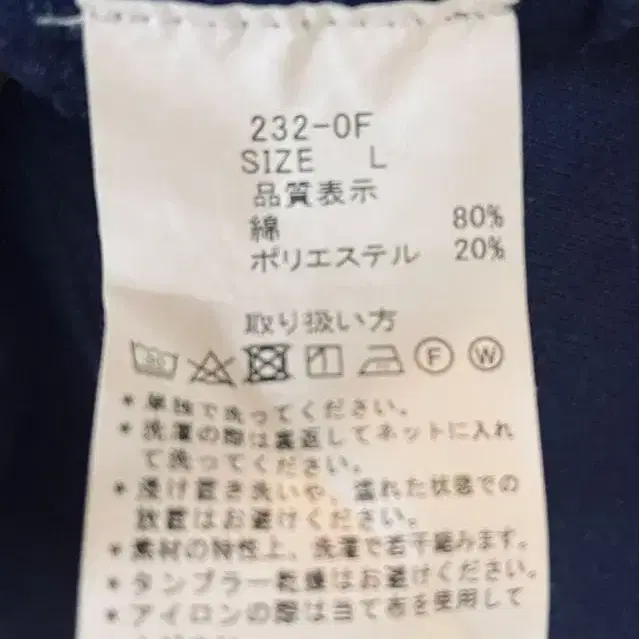 232-0F
SIZE L
品質表示
綿 80%
ポリエステル 20%
取り扱い方
F W
*単独で洗ってください。
*洗濯の際は裏返してネットに入れ
て洗ってください。
*浸け置き洗いや、濡れた状態での
放置はお避けください。
*素材の特性上、洗濯で若干縮みます。
*タンブラー乾燥はお避けください。
*アイロンの際は当て布を使用して